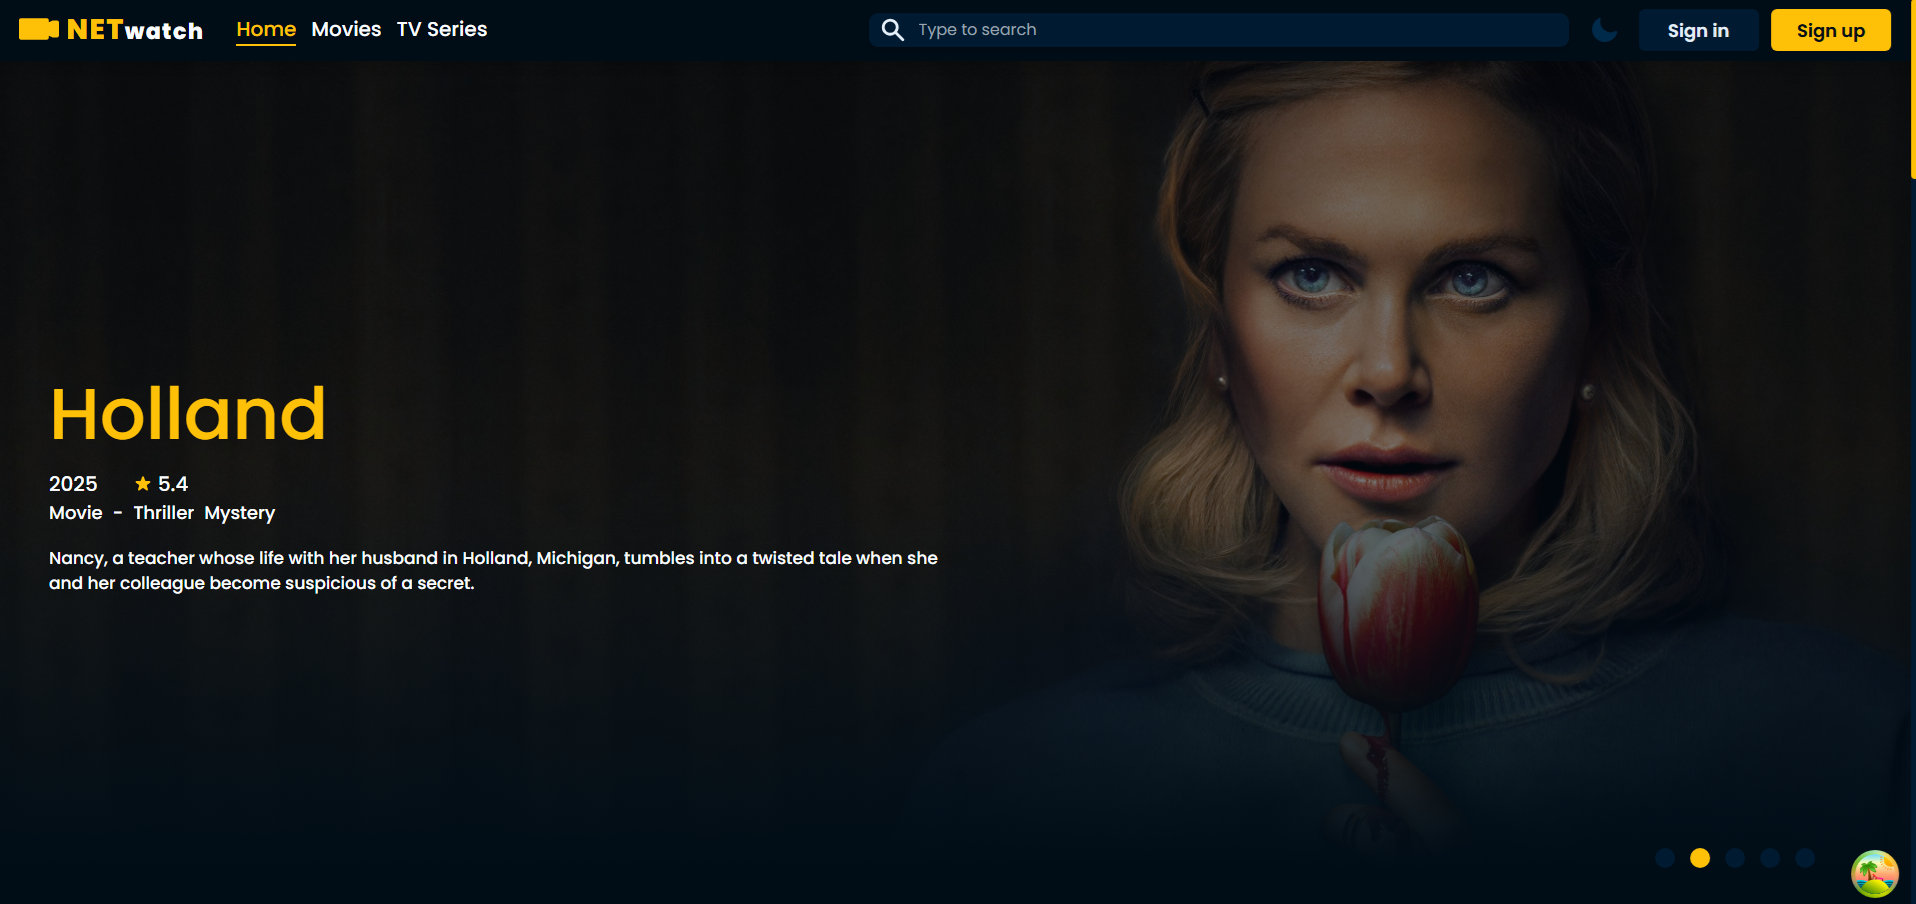 NETwatch
Home Movies TV Series
Type to search
Sign in
Sign up
Holland
2025 5.4
Movie - Thriller Mystery
Nancy, a teacher whose life with her husband in Holland, Michigan, tumbles into a twisted tale when she
and her colleague become suspicious of a secret.